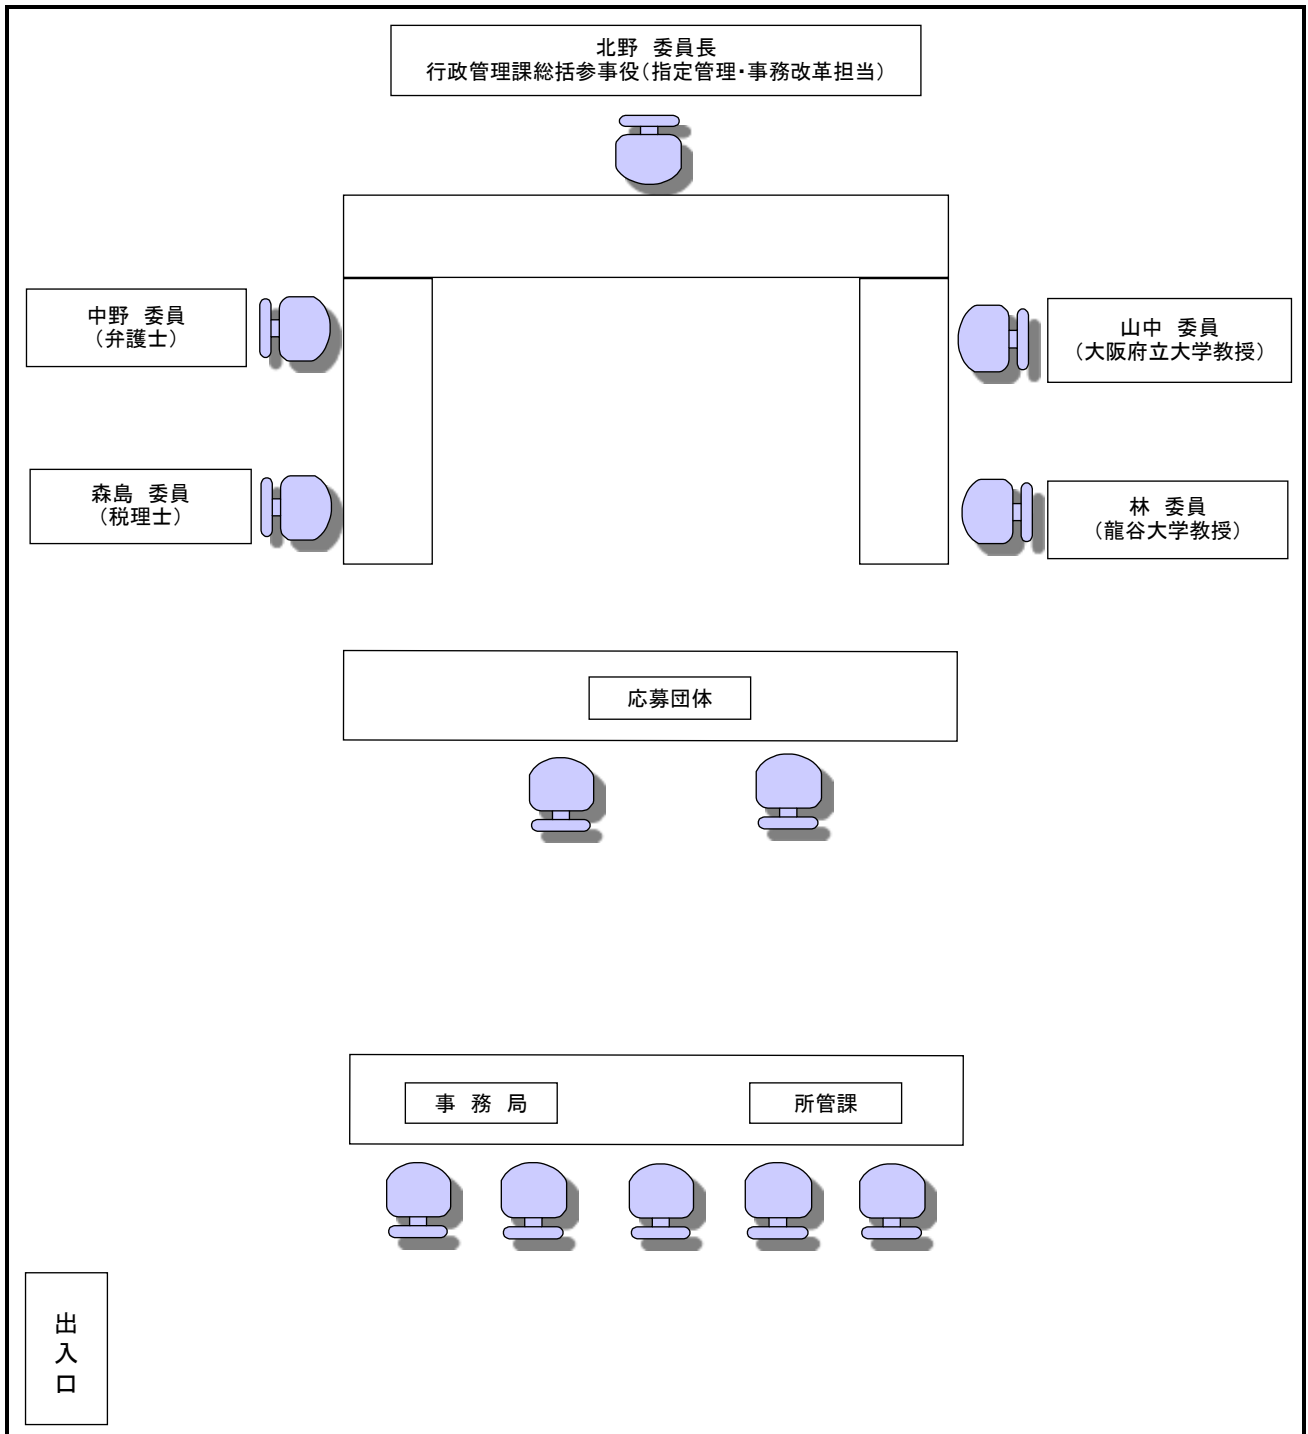 北野　委員長
行政管理課総括参事役（指定管理・事務改革担当）
中野　委員
（弁護士）
山中　委員
（大阪府立大学教授）
森島　委員
（税理士）
林　委員
（龍谷大学教授）
応募団体
事　務　局
所管課
出
入
口